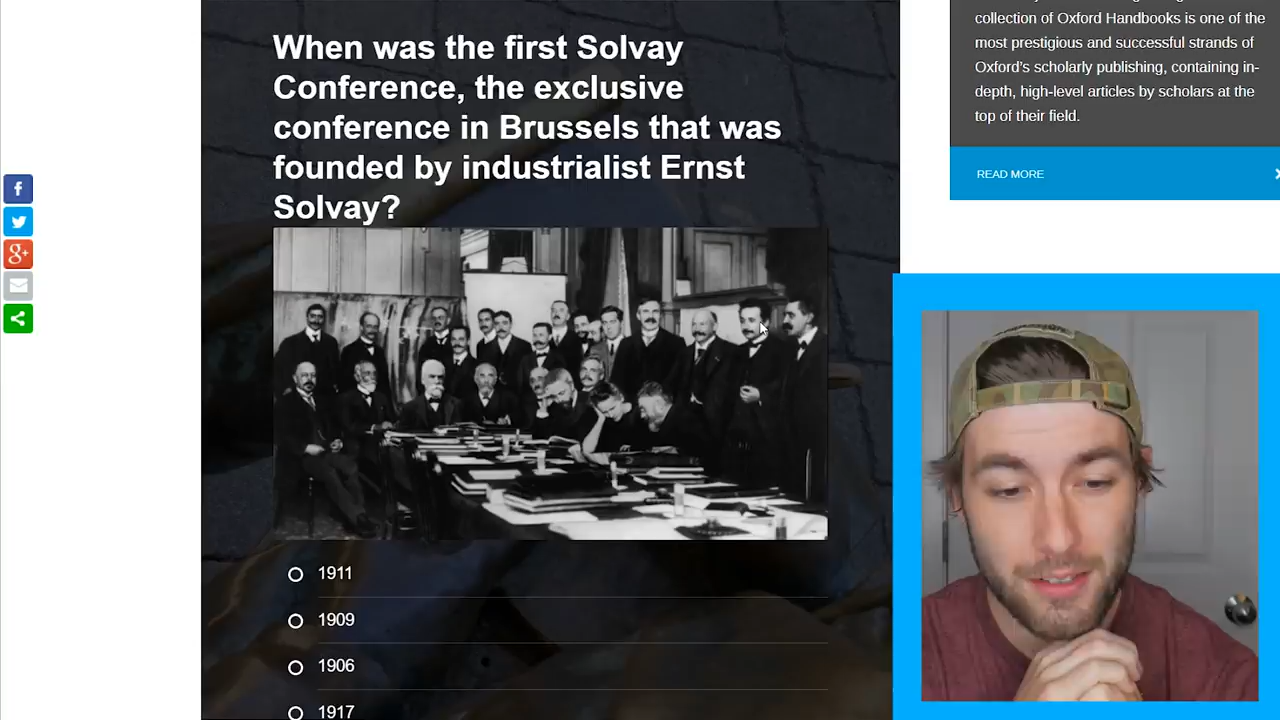 When was the first Solvay
Conference, the exclusive
conference in Brussels that was
founded by industrialist Ernst
Solvay?
1911
1909
1906
1917
collection of Oxford Handbooks is one of the
most prestigious and successful strands of
Oxford’s scholarly publishing, containing in-
depth, high-level articles by scholars at the
top of their field.
READ MORE
f
g+